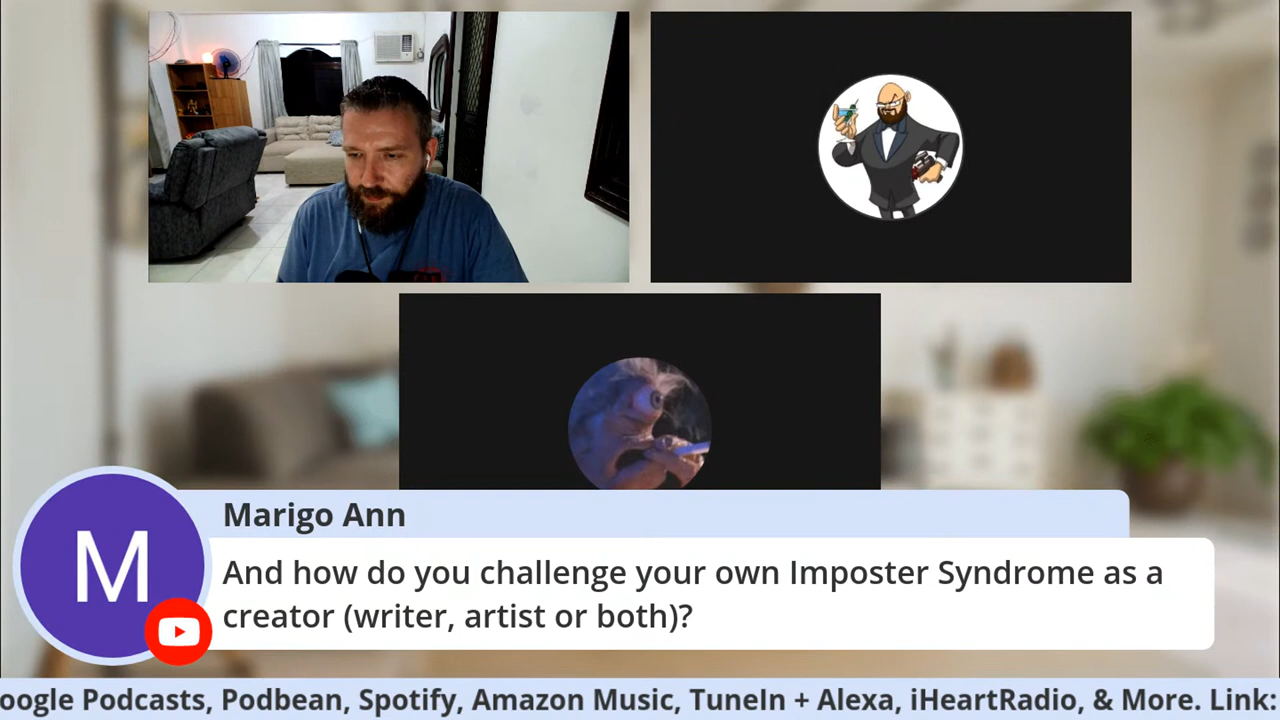 M
Marigo Ann
And how do you challenge your own Imposter Syndrome as a
creator (writer, artist or both)?
oogle Podcasts, Podbean, Spotify, Amazon Music, TuneIn + Alexa, iHeartRadio, & More. Link: